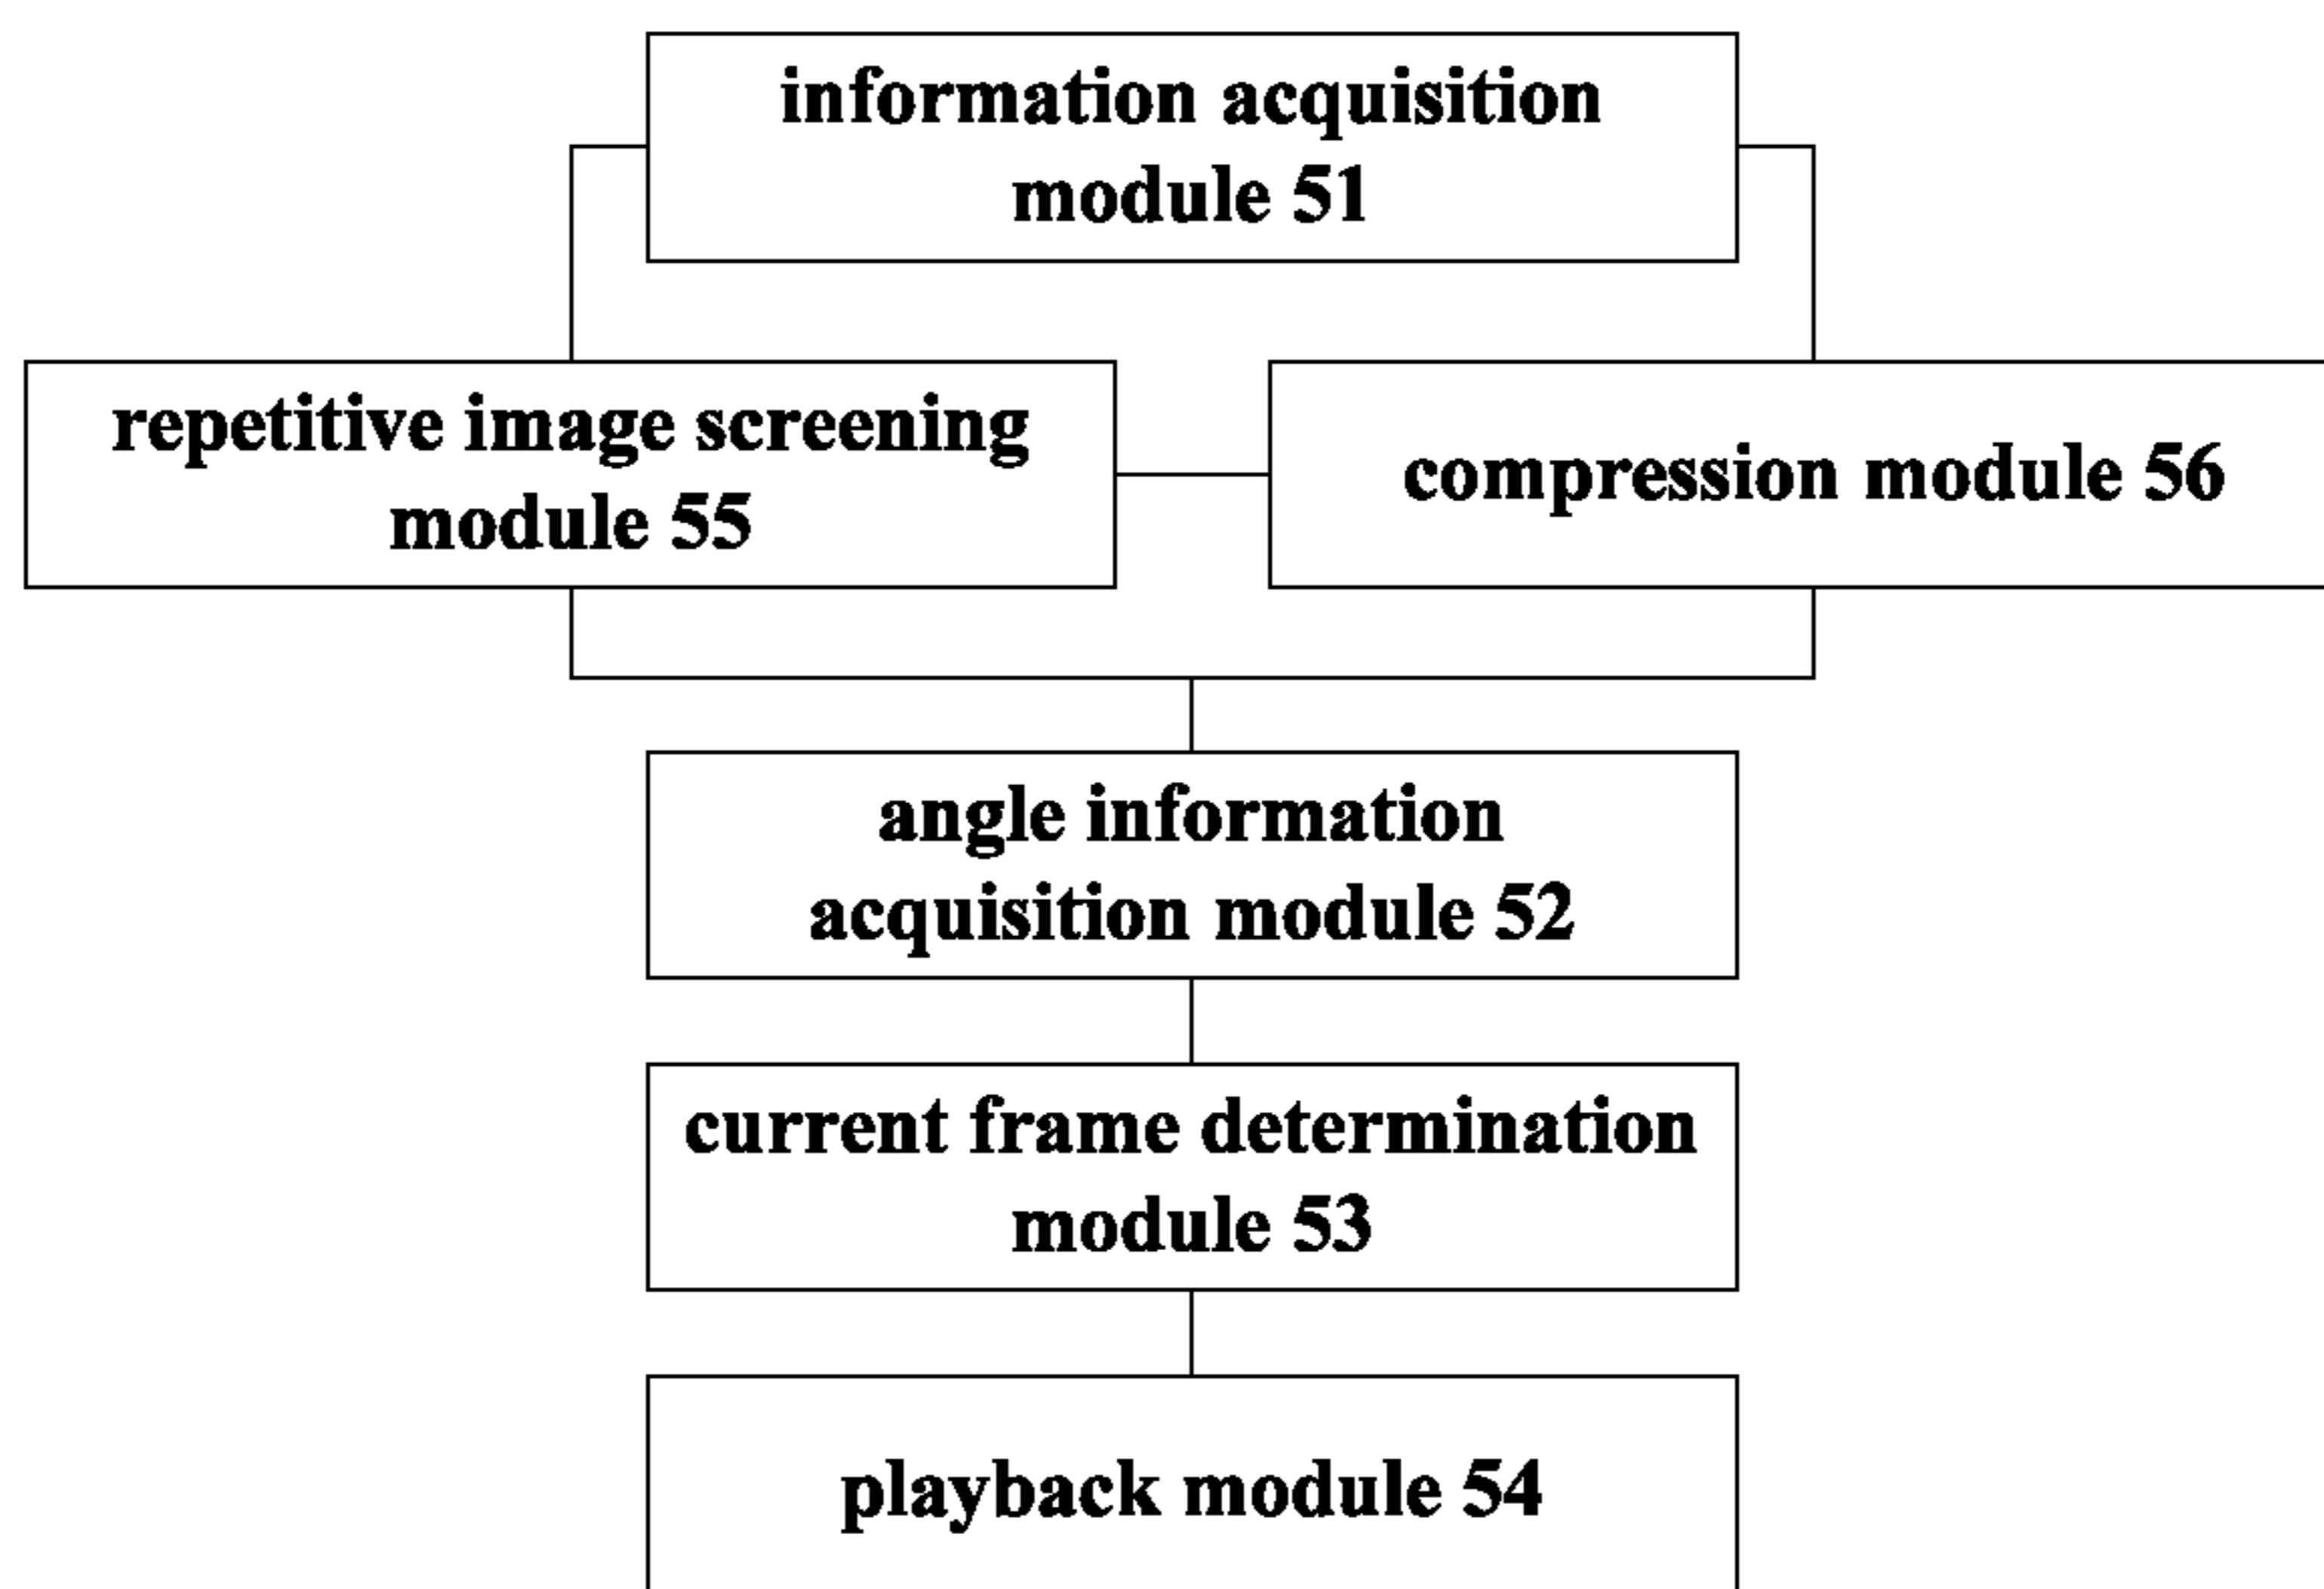 information acquisition
module 51
repetitive image screening
module 55
compression module 56
angle information
acquisition module 52
current frame determination
module 53
playback module 54